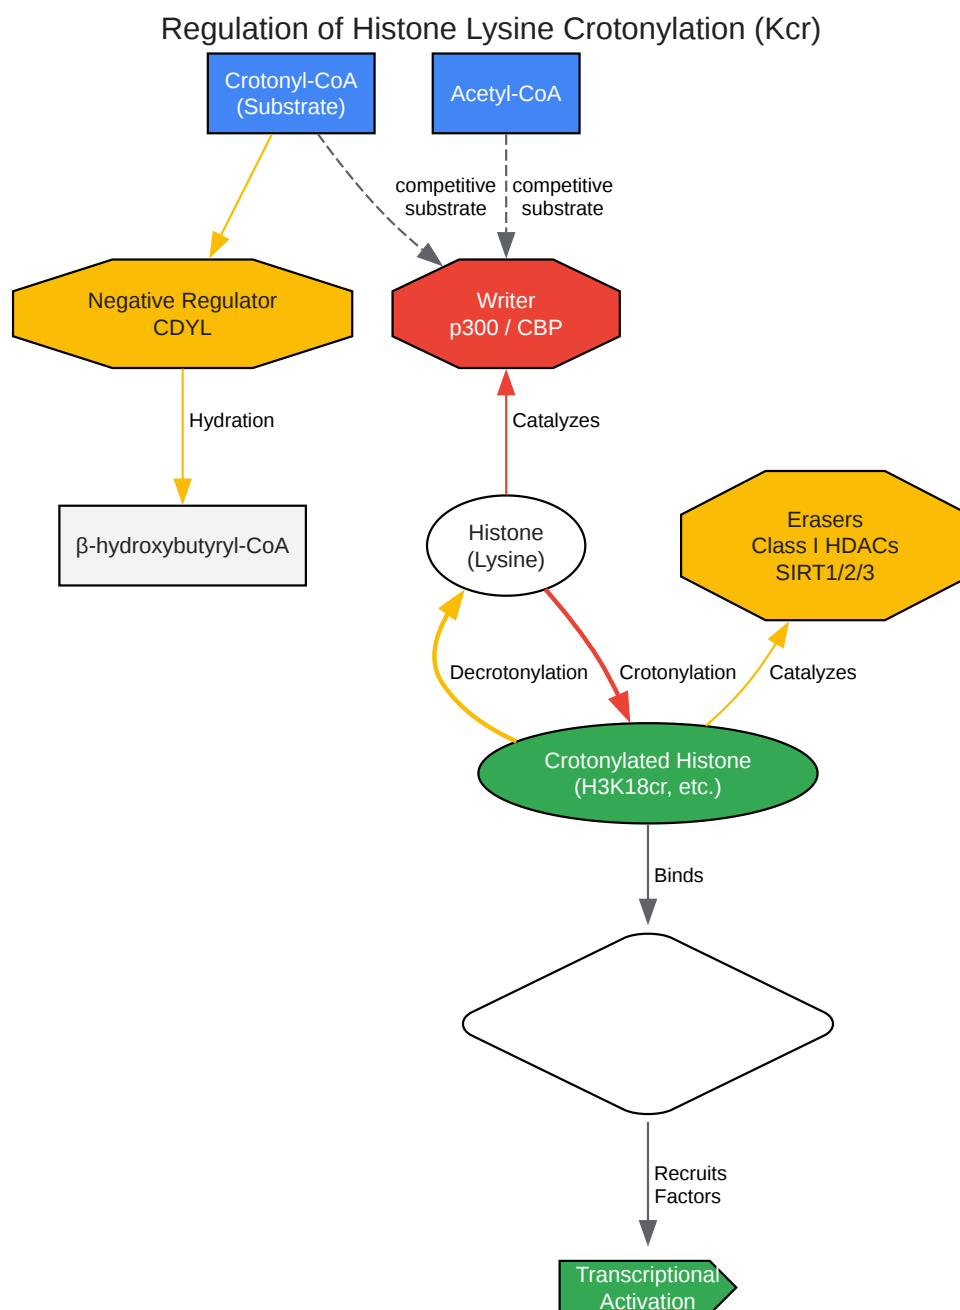 Regulation of Histone Lysine Crotonylation (Kcr)
Crotonyl-CoA
(Substrate)
Acetyl-CoA
competitive
substrate
competitive
substrate
Negative Regulator
CDYL
Writer
p300 / CBP
Hydration
Catalyzes
β-hydroxybutyryl-CoA
Histone
(Lysine)
Erasers
Class I HDACs
SIRT1/2/3
Decrotonylation
Crotonylation
Catalyzes
Crotonylated Histone
(H3K18cr, etc.)
Binds
Recruits
Factors
Transcriptional
Activation